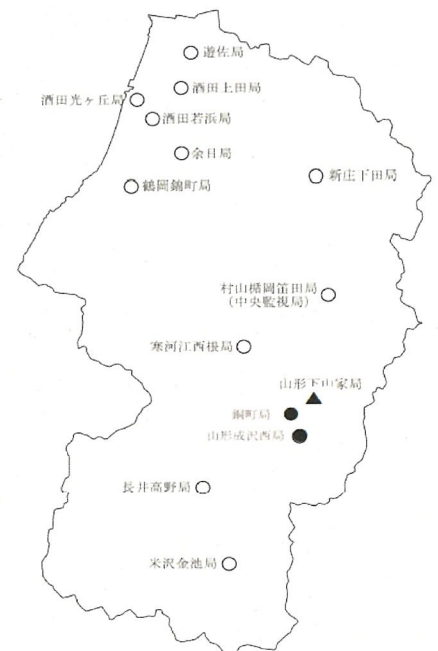 遊佐局
酒田上田局
酒田光ヶ丘局
酒田若浜局
余目局
新庄下田局
鶴岡錦町局
村山楯岡笛田局
(中央監視局)
寒河江西根局
山形下山家局
銅町局
山形成沢西局
長井高野局
米沢金池局